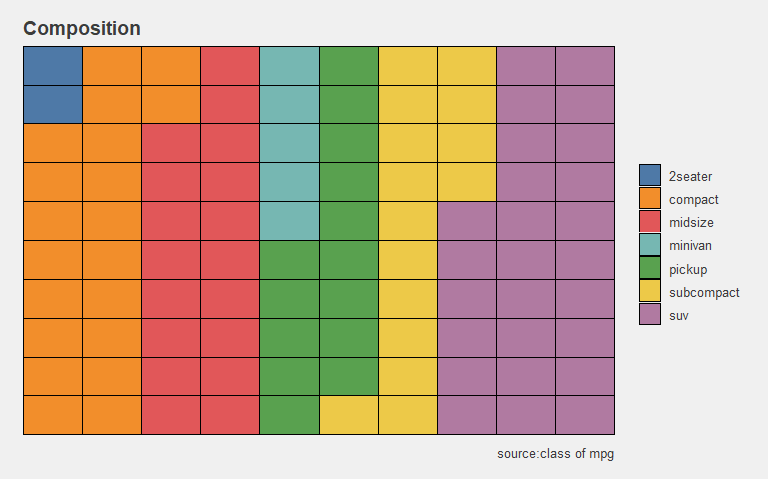 Composition
2seater
compact
midsize
minivan
pickup
subcompact
suv
source:class of mpg